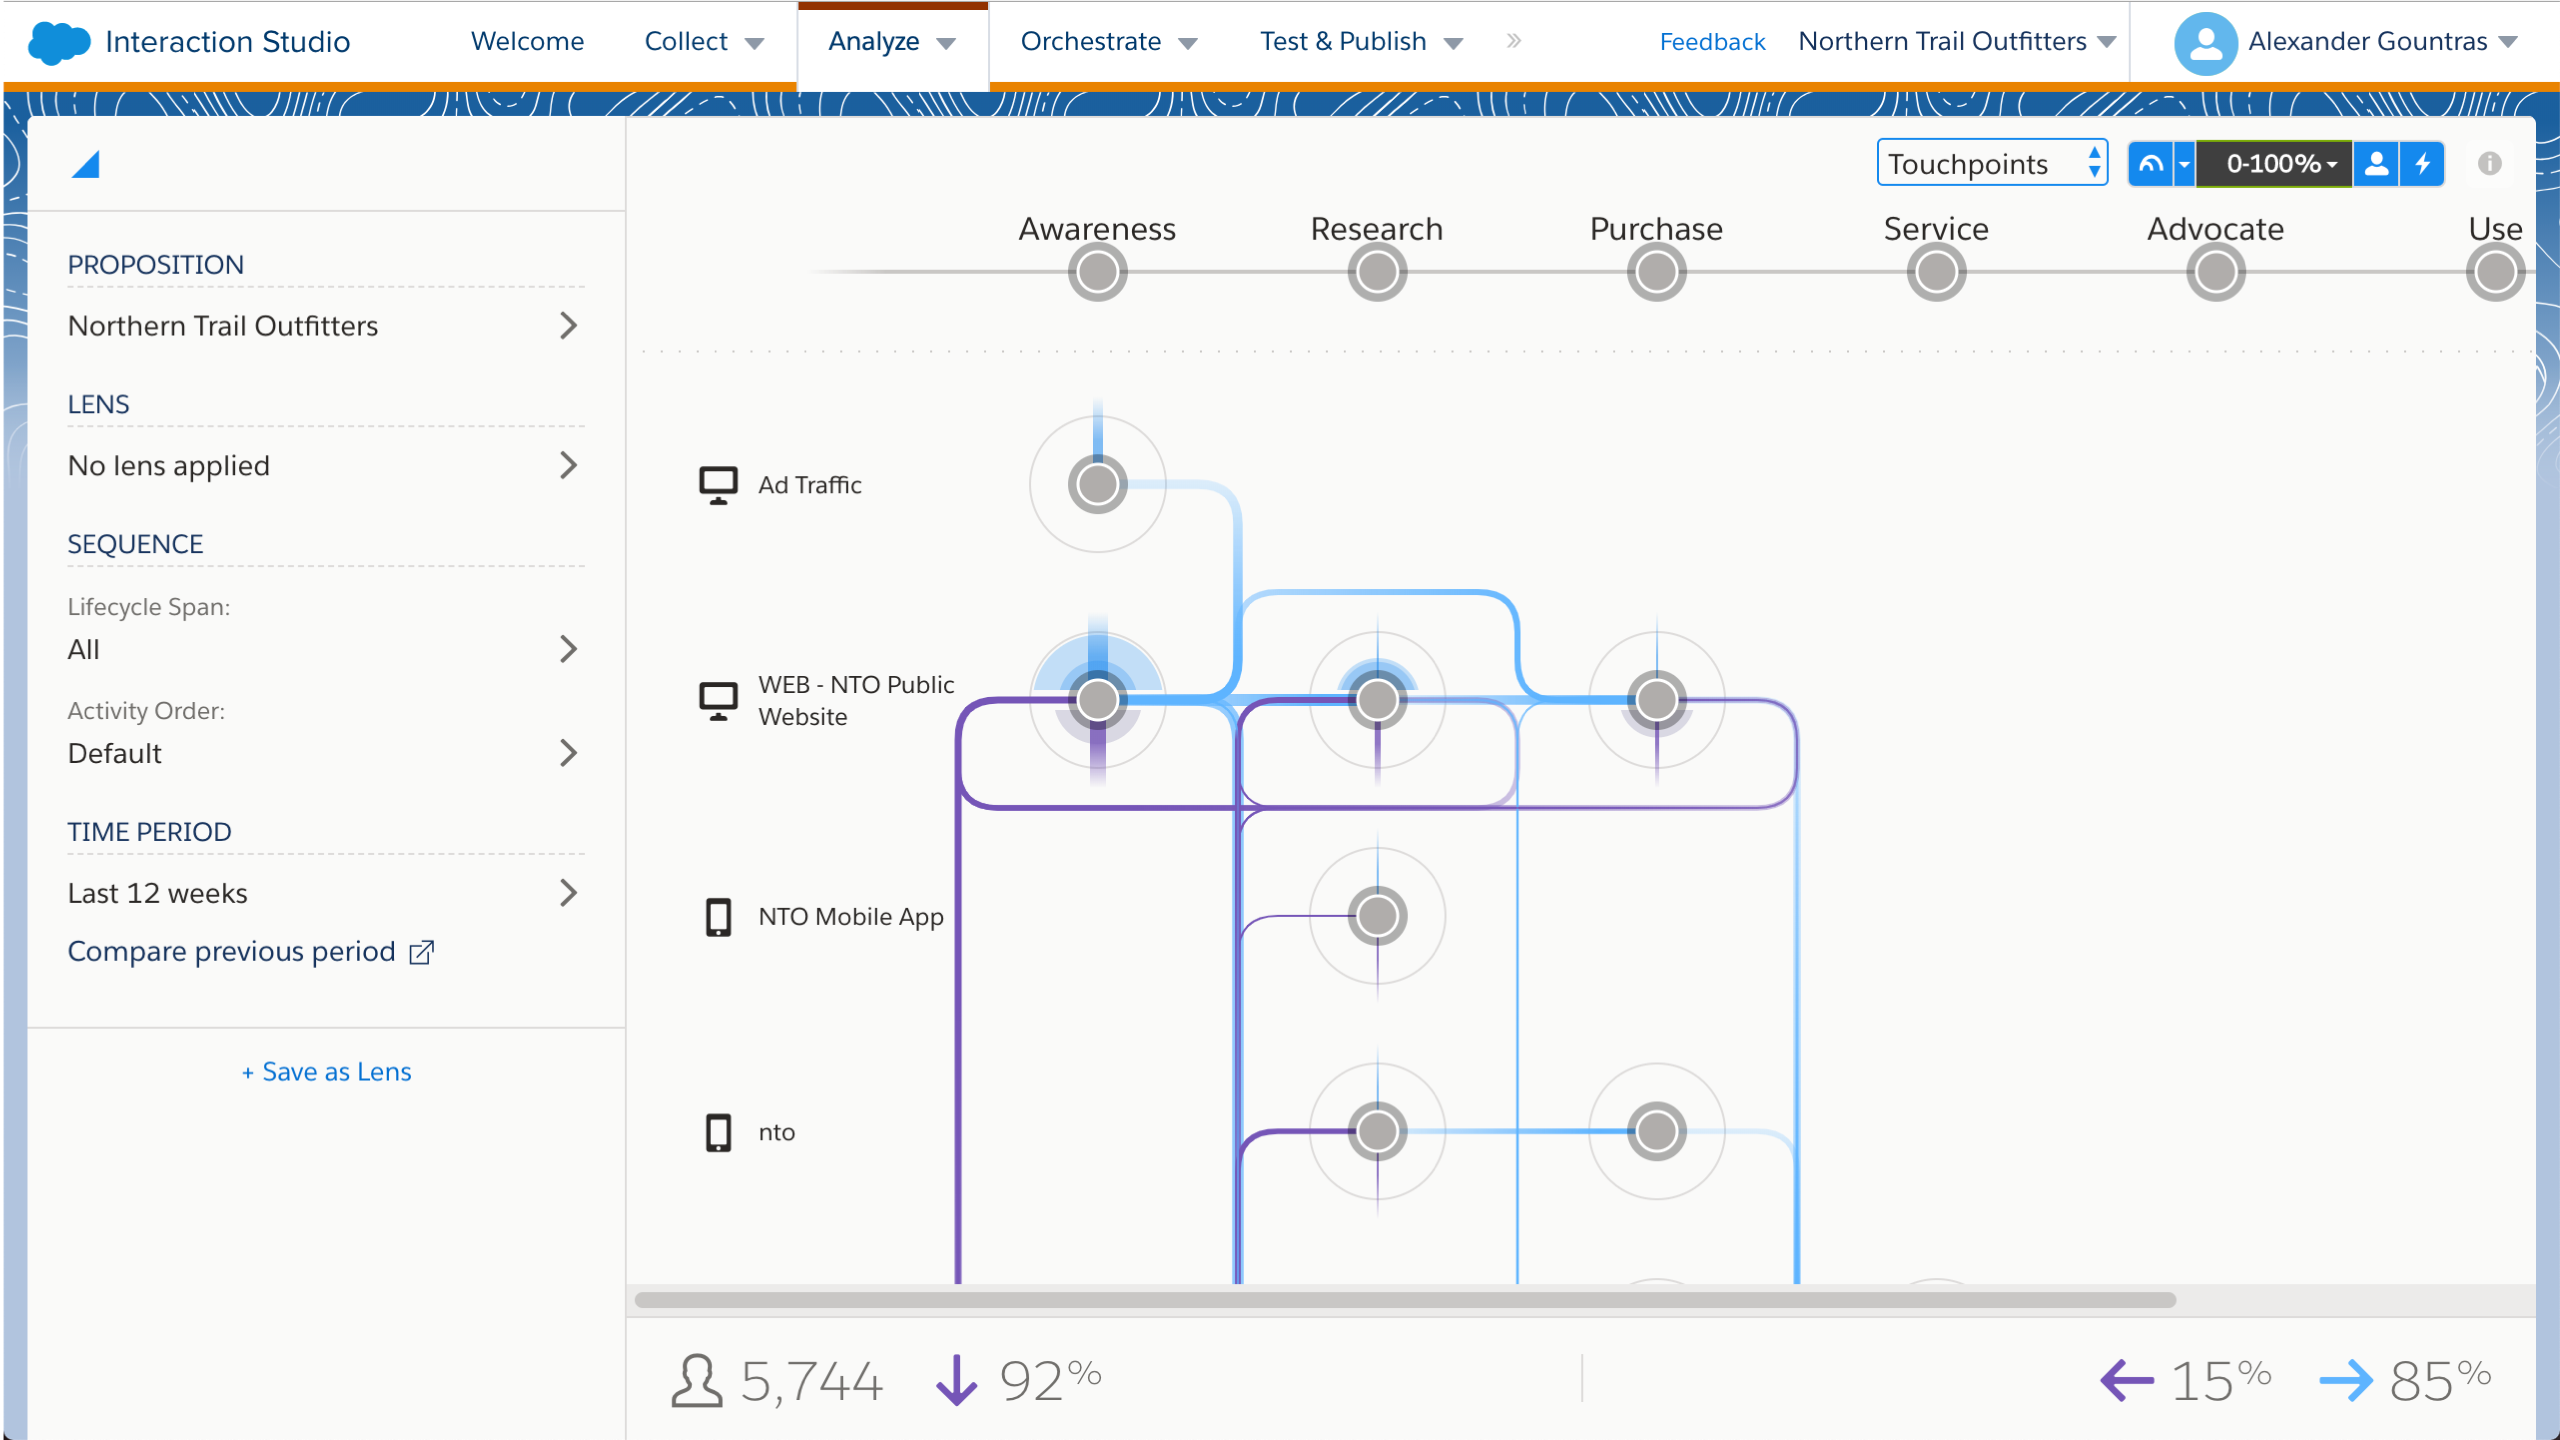 Interaction Studio
Welcome
Collect
Analyze
Orchestrate
Test & Publish
»
Feedback
Northern Trail Outfitters
Alexander Gountras
Touchpoints
0-100%
Awareness
Research
Purchase
Service
Advocate
Use
PROPOSITION
Northern Trail Outfitters
LENS
No lens applied
SEQUENCE
Lifecycle Span:
All
Activity Order:
Default
TIME PERIOD
Last 12 weeks
Compare previous period
+ Save as Lens
Ad Traffic
WEB - NTO Public
Website
NTO Mobile App
nto
5,744
92%
15%
85%